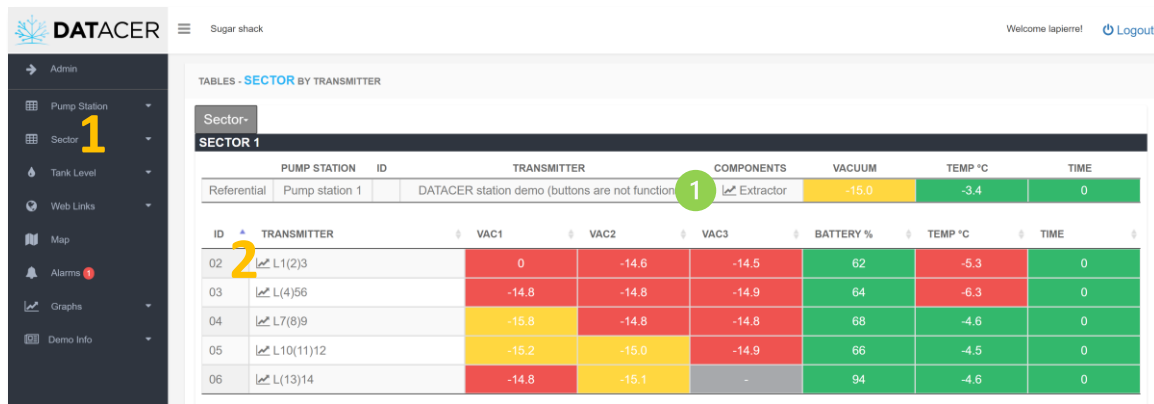 DATACER Sugar shack Welcome lapierre! Logout
Admin
TABLES - SECTOR BY TRANSMITTER
Pump Station
Sector-
Sector 1
SECTOR 1
PUMP STATION ID TRANSMITTER COMPONENTS VACUUM TEMP °C TIME
Tank Level
Referential Pump station 1 DATACER station demo (buttons are not function 1 Extractor -15.0 -3.4 0
Web Links
ID TRANSMITTER VAC1 VAC2 VAC3 BATTERY % TEMP °C TIME
Map
2
02 L1(2)3 0 -14.6 -14.5 62 -5.3 0
Alarms 1
03 L(4)56 -14.8 -14.8 -14.9 64 -6.3 0
Graphs
04 L7(8)9 -15.8 -14.8 -14.8 68 -4.6 0
Demo Info
05 L10(11)12 -15.2 -15.0 -14.9 66 -4.5 0
06 L(13)14 -14.8 -15.1 - 94 -4.6 0